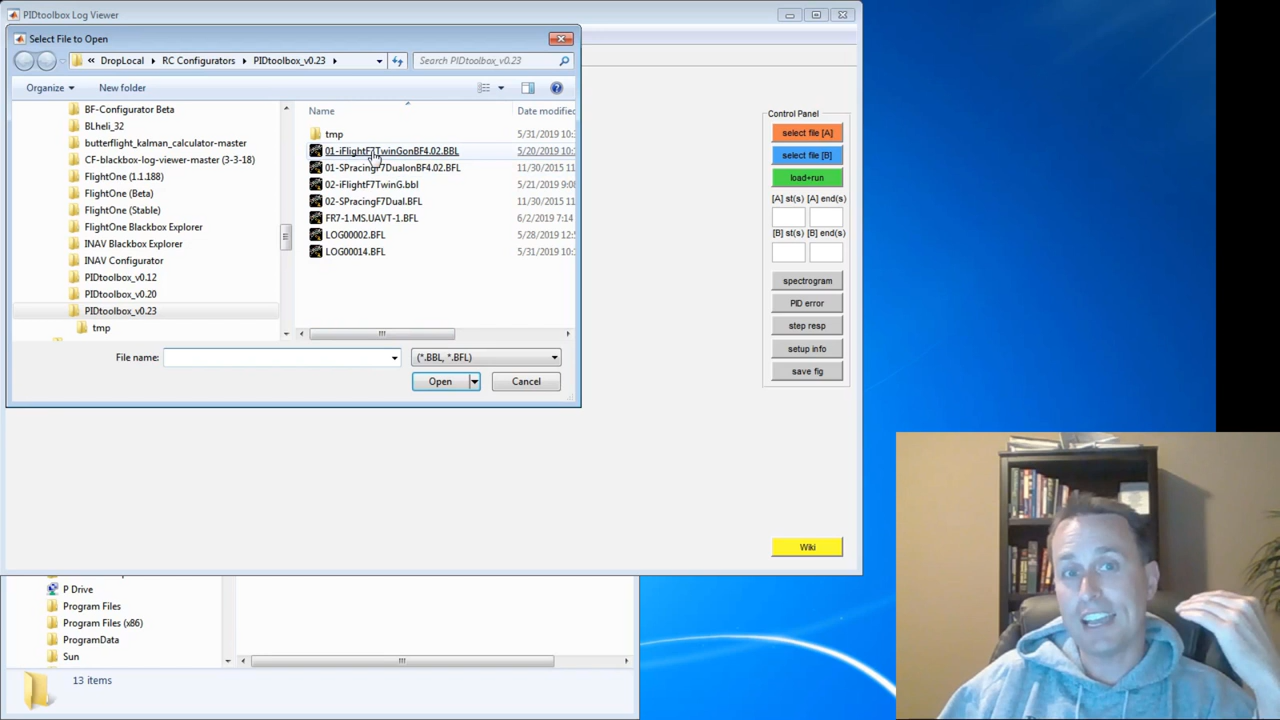 PIDtoolbox Log Viewer
Select File to Open
« DropLocal ▸ RC Configurators ▸ PIDtoolbox_v0.23 ▸
Search PIDtoolbox_v0.23
Organize
New folder
BF-Configurator Beta
BLheli_32
butterflight_kalman_calculator-master
CF-blackbox-log-viewer-master (3-3-18)
FlightOne (1.1.188)
FlightOne (Beta)
FlightOne (Stable)
FlightOne Blackbox Explorer
INAV Blackbox Explorer
INAV Configurator
PIDtoolbox_v0.12
PIDtoolbox_v0.20
PIDtoolbox_v0.23
tmp
Name Date modified
tmp 5/31/2019 10:
01-iFlightF7TwinGonBF4.02.BBL 5/20/2019 10:
01-SPracingF7DualonBF4.02.BFL 11/30/2015
02-iFlightF7TwinG.bbl 5/21/2019 9:08
02-SPracingF7Dual.BFL 11/30/2015
FR7-1.MS.UAVT-1.BFL 6/2/2019 7:14
LOG00002.BFL 5/28/2019 12:
LOG00014.BFL 5/31/2019 10:
File name:
(*.BBL, *.BFL)
Open
Cancel
Control Panel
select file [A]
select file [B]
load+run
[A] st(s) [A] end(s)
[B] st(s) [B] end(s)
spectrogram
PID error
step resp
setup info
save fig
Wiki
P Drive
Program Files
Program Files (x86)
ProgramData
Sun
13 items